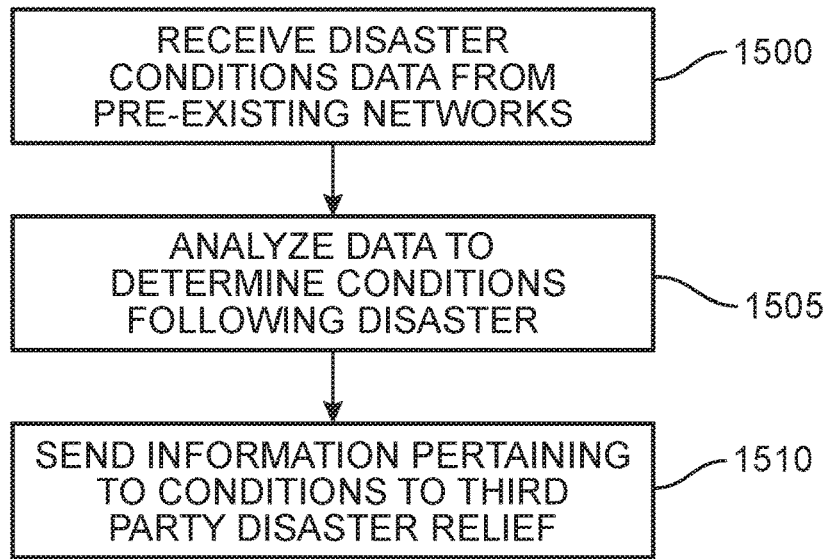 RECEIVE DISASTER
CONDITIONS DATA FROM
PRE-EXISTING NETWORKS
1500
ANALYZE DATA TO
DETERMINE CONDITIONS
FOLLOWING DISASTER
1505
SEND INFORMATION PERTAINING
TO CONDITIONS TO THIRD
PARTY DISASTER RELIEF
1510